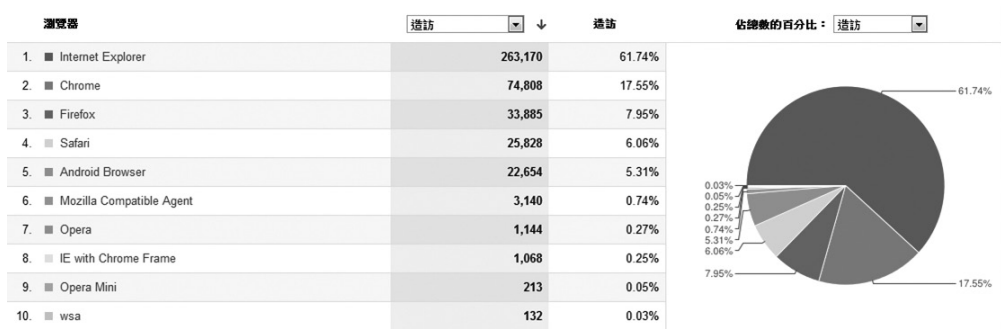 瀏覽器 造訪 造訪 佔總數的百分比： 造訪
1. Internet Explorer 263,170 61.74%
2. Chrome 74,808 17.55%
3. Firefox 33,885 7.95%
4. Safari 25,828 6.06%
5. Android Browser 22,654 5.31%
6. Mozilla Compatible Agent 3,140 0.74%
7. Opera 1,144 0.27%
8. IE with Chrome Frame 1,068 0.25%
9. Opera Mini 213 0.05%
10. wsa 132 0.03%
61.74%
0.03%
0.05%
0.25%
0.27%
0.74%
5.31%
6.06%
7.95%
17.55%